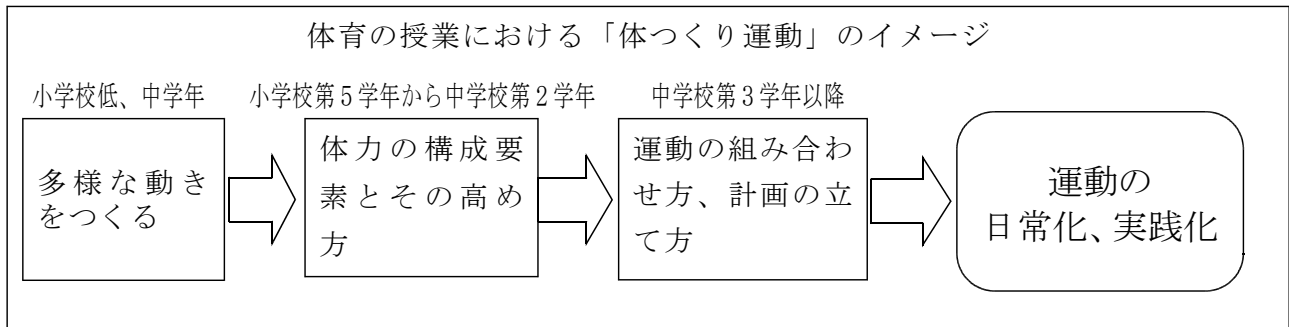 体育の授業における「体つくり運動」のイメージ
小学校低、中学年
多様な動き
をつくる
小学校第５学年から中学校第２学年
体力の構成要
素とその高め
方
中学校第３学年以降
運動の組み合わ
せ方、計画の立
て方
運動の
日常化、実践化